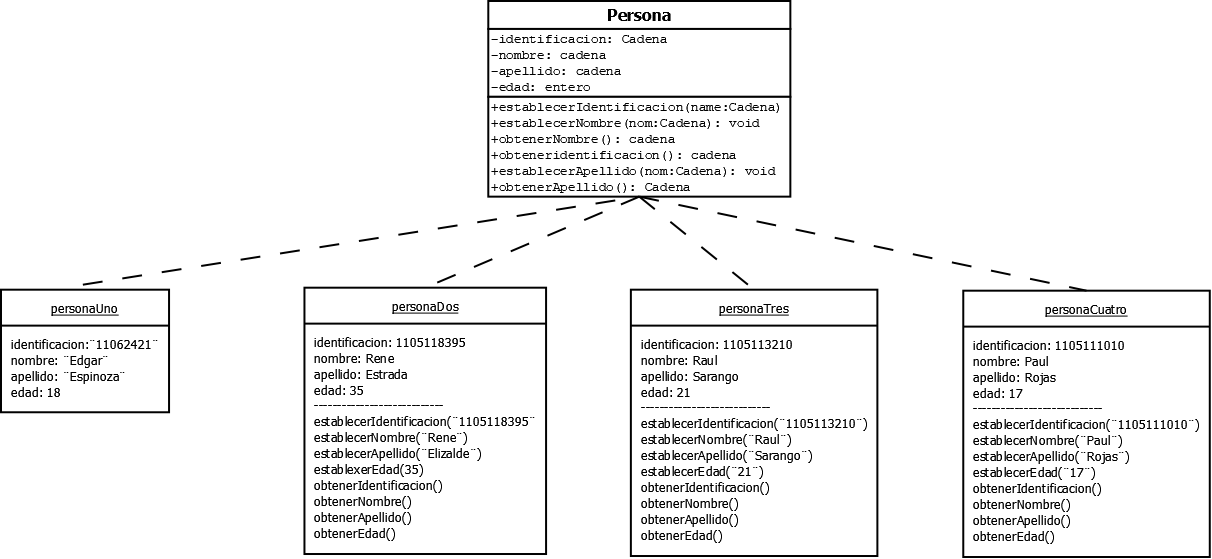 Persona
-identificacion: Cadena
-nombre: cadena
-apellido: cadena
-edad: entero
+establecerIdentificacion(name:Cadena)
+establecerNombre(nom:Cadena): void
+obtenerNombre(): cadena
+obteneridentificacion(): cadena
+establecerApellido(nom:Cadena): void
+obtenerApellido(): Cadena
personaUno
identificacion:¨11062421¨
nombre: ¨Edgar¨
apellido: ¨Espinoza¨
edad: 18
personaDos
identificacion: 1105118395
nombre: Rene
apellido: Estrada
edad: 35
----------------------------
establecerIdentificacion(¨1105118395¨
establecerNombre(¨Rene¨)
establecerApellido(¨Elizalde¨)
establexerEdad(35)
obtenerIdentificacion()
obtenerNombre()
obtenerApellido()
obtenerEdad()
personaTres
identificacion: 1105113210
nombre: Raul
apellido: Sarango
edad: 21
----------------------------
establecerIdentificacion(¨1105113210¨)
establecerNombre(¨Raul¨)
establecerApellido(¨Sarango¨)
establecerEdad(¨21¨)
obtenerIdentificacion()
obtenerNombre()
obtenerApellido()
obtenerEdad()
personaCuatro
identificacion: 1105111010
nombre: Paul
apellido: Rojas
edad: 17
----------------------------
establecerIdentificacion(¨1105111010¨)
establecerNombre(¨Paul¨)
establecerApellido(¨Rojas¨)
establecerEdad(¨17¨)
obtenerIdentificacion()
obtenerNombre()
obtenerApellido()
obtenerEdad()